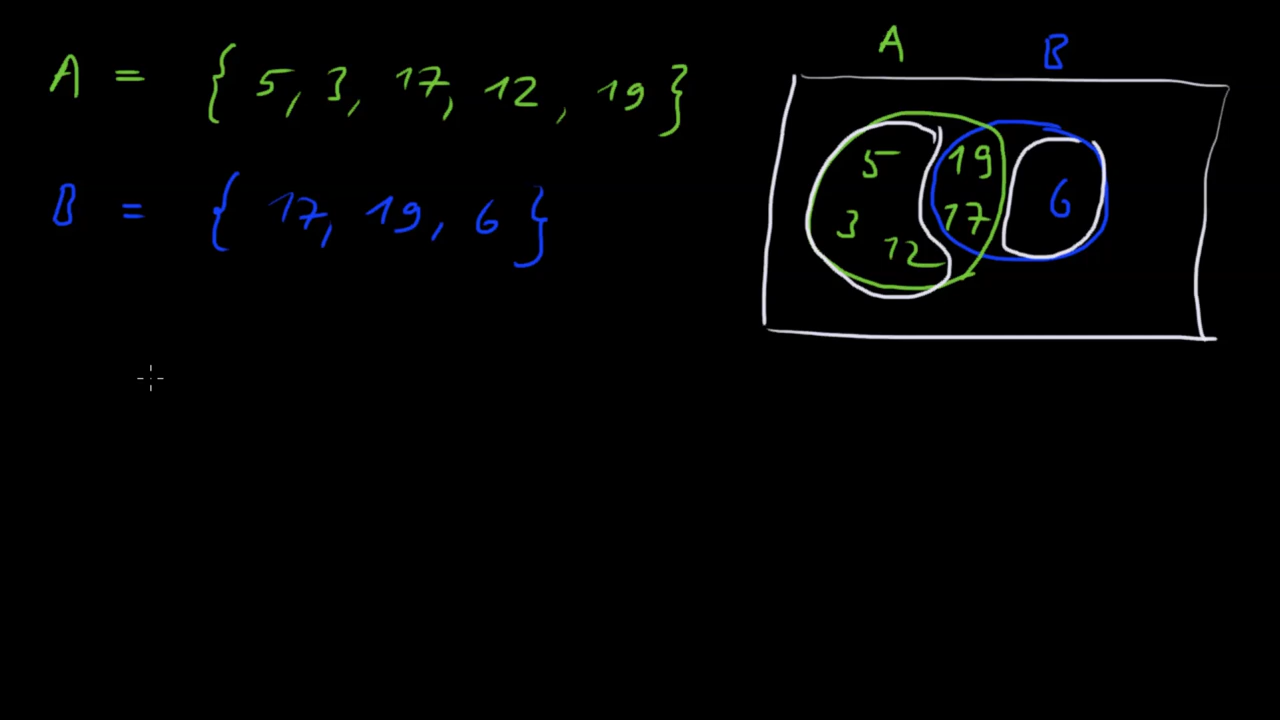 A = { 5, 3, 17, 12, 19 }
B = { 17, 19, 6 }
A B
5 19
3 17 6
12